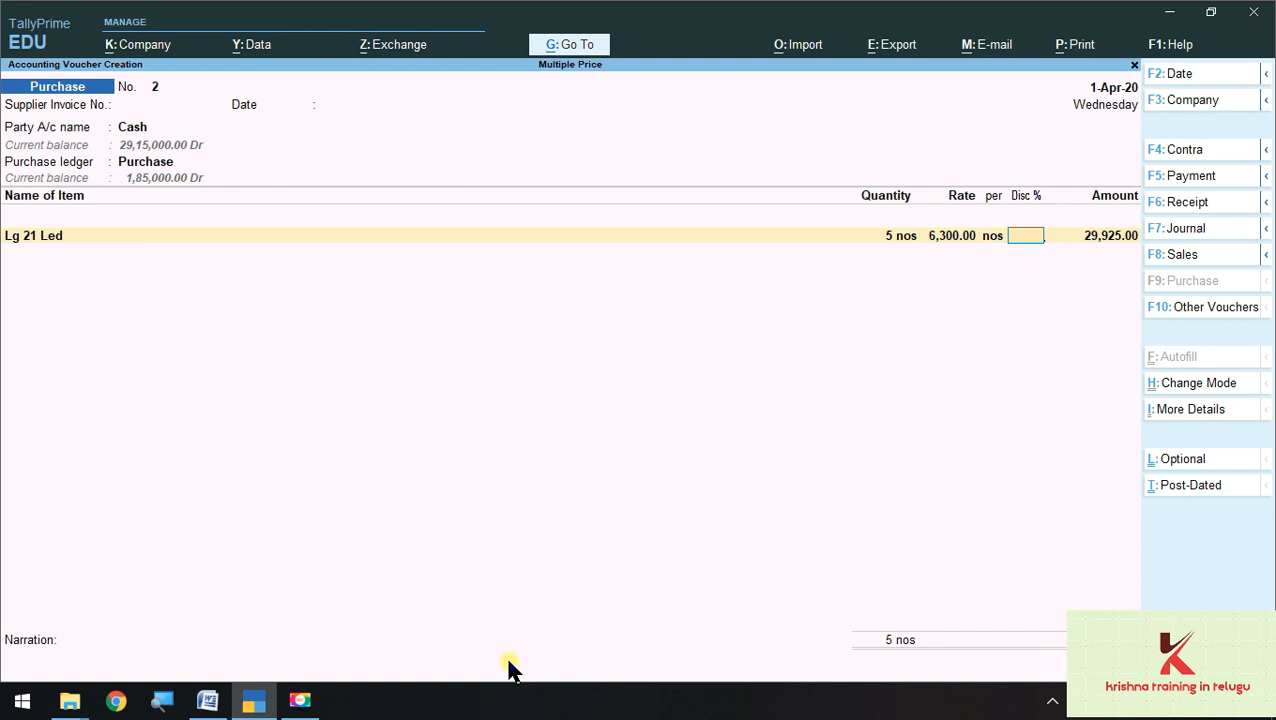 TallyPrime
EDU
MANAGE
K: Company
Y: Data
Z: Exchange
G: Go To
O: Import
E: Export
M: E-mail
P: Print
F1: Help
Accounting Voucher Creation
Multiple Price
Purchase No. 2
1-Apr-20
Supplier Invoice No.: Date :
Wednesday
Party A/c name : Cash
Current balance : 29,15,000.00 Dr
Purchase ledger : Purchase
Current balance : 1,85,000.00 Dr
Name of Item Quantity Rate per Disc % Amount
Lg 21 Led 5 nos 6,300.00 nos 29,925.00
Narration: 5 nos
F2: Date
F3: Company
F4: Contra
F5: Payment
F6: Receipt
F7: Journal
F8: Sales
F9: Purchase
F10: Other Vouchers
F: Autofill
H: Change Mode
I: More Details
L: Optional
T: Post-Dated
krishna training in telugu